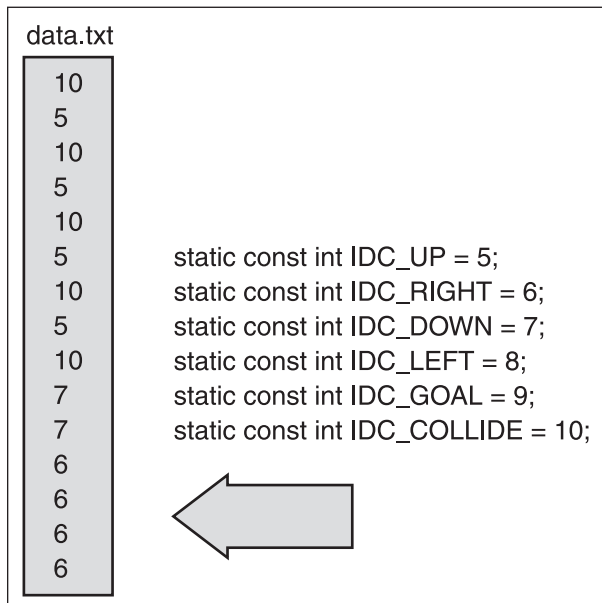 data.txt
10
5
10
5
10
5 static const int IDC_UP = 5;
10 static const int IDC_RIGHT = 6;
5 static const int IDC_DOWN = 7;
10 static const int IDC_LEFT = 8;
7 static const int IDC_GOAL = 9;
7 static const int IDC_COLLIDE = 10;
6
6
6
6